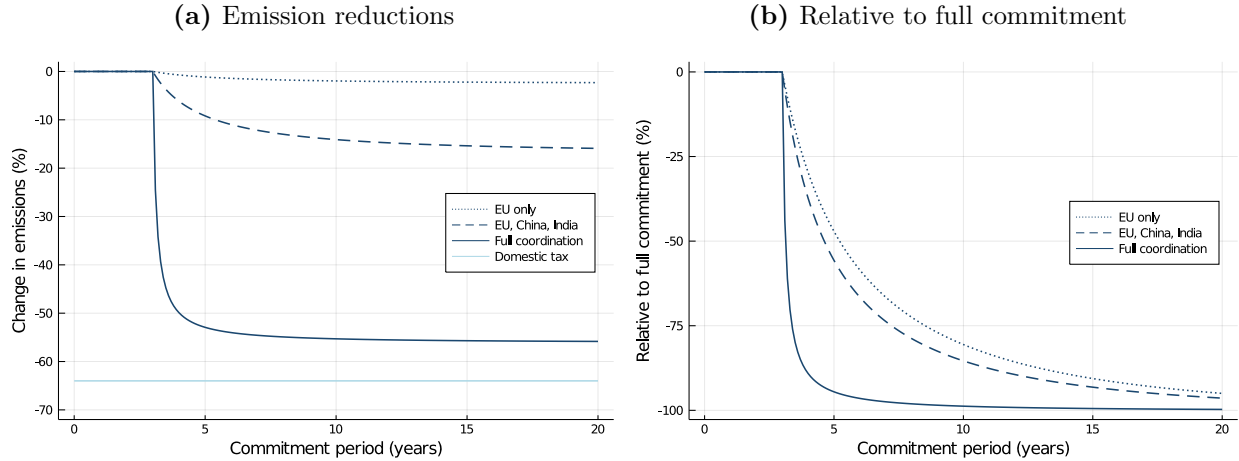 (a) Emission reductions
Change in emissions (%)
0
-10
-20
-30
-40
-50
-60
-70
EU only
EU, China, India
Full coordination
Domestic tax
0 5 10 15 20
Commitment period (years)
(b) Relative to full commitment
Relative to full commitment (%)
0
-25
-50
-75
-100
EU only
EU, China, India
Full coordination
0 5 10 15 20
Commitment period (years)